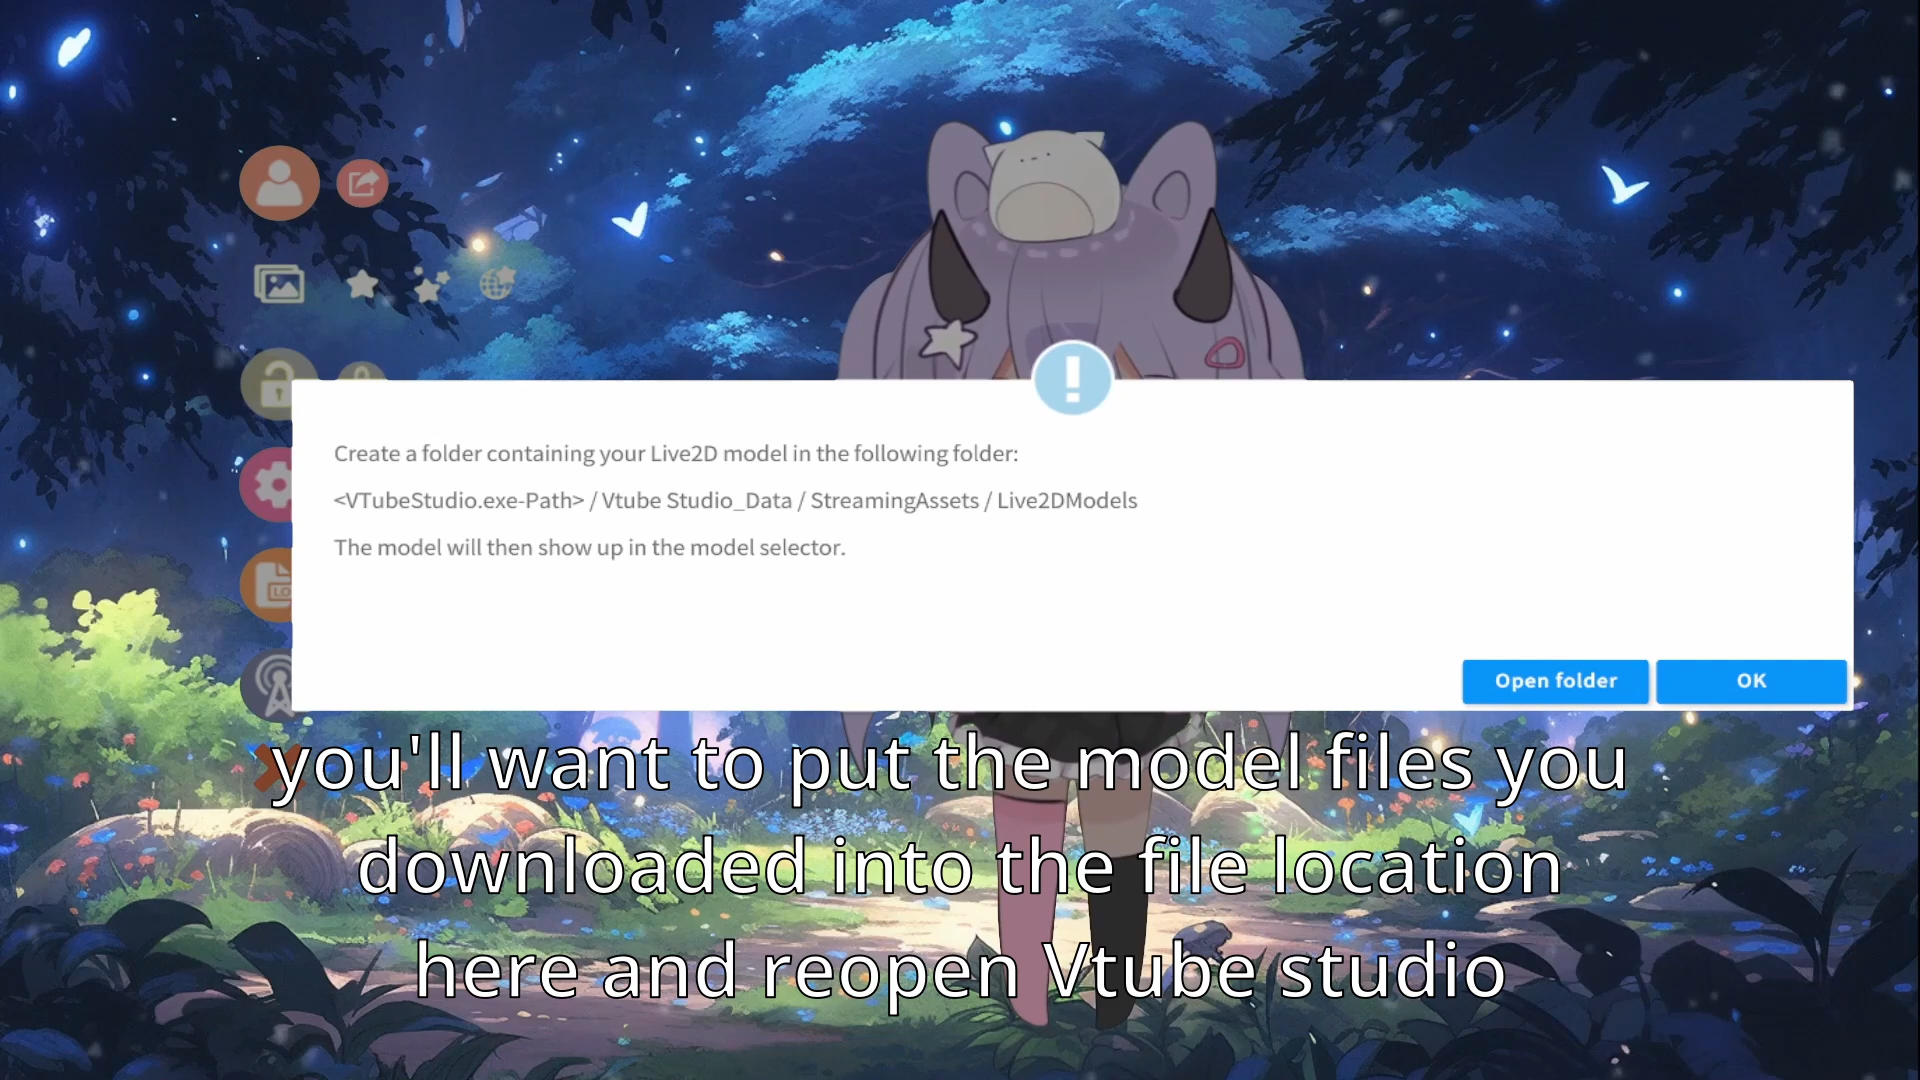 Create a folder containing your Live2D model in the following folder:
<VTubeStudio.exe-Path> / Vtube Studio_Data / StreamingAssets / Live2DModels
The model will then show up in the model selector.
Open folder
OK
you'll want to put the model files you
downloaded into the file location
here and reopen Vtube studio